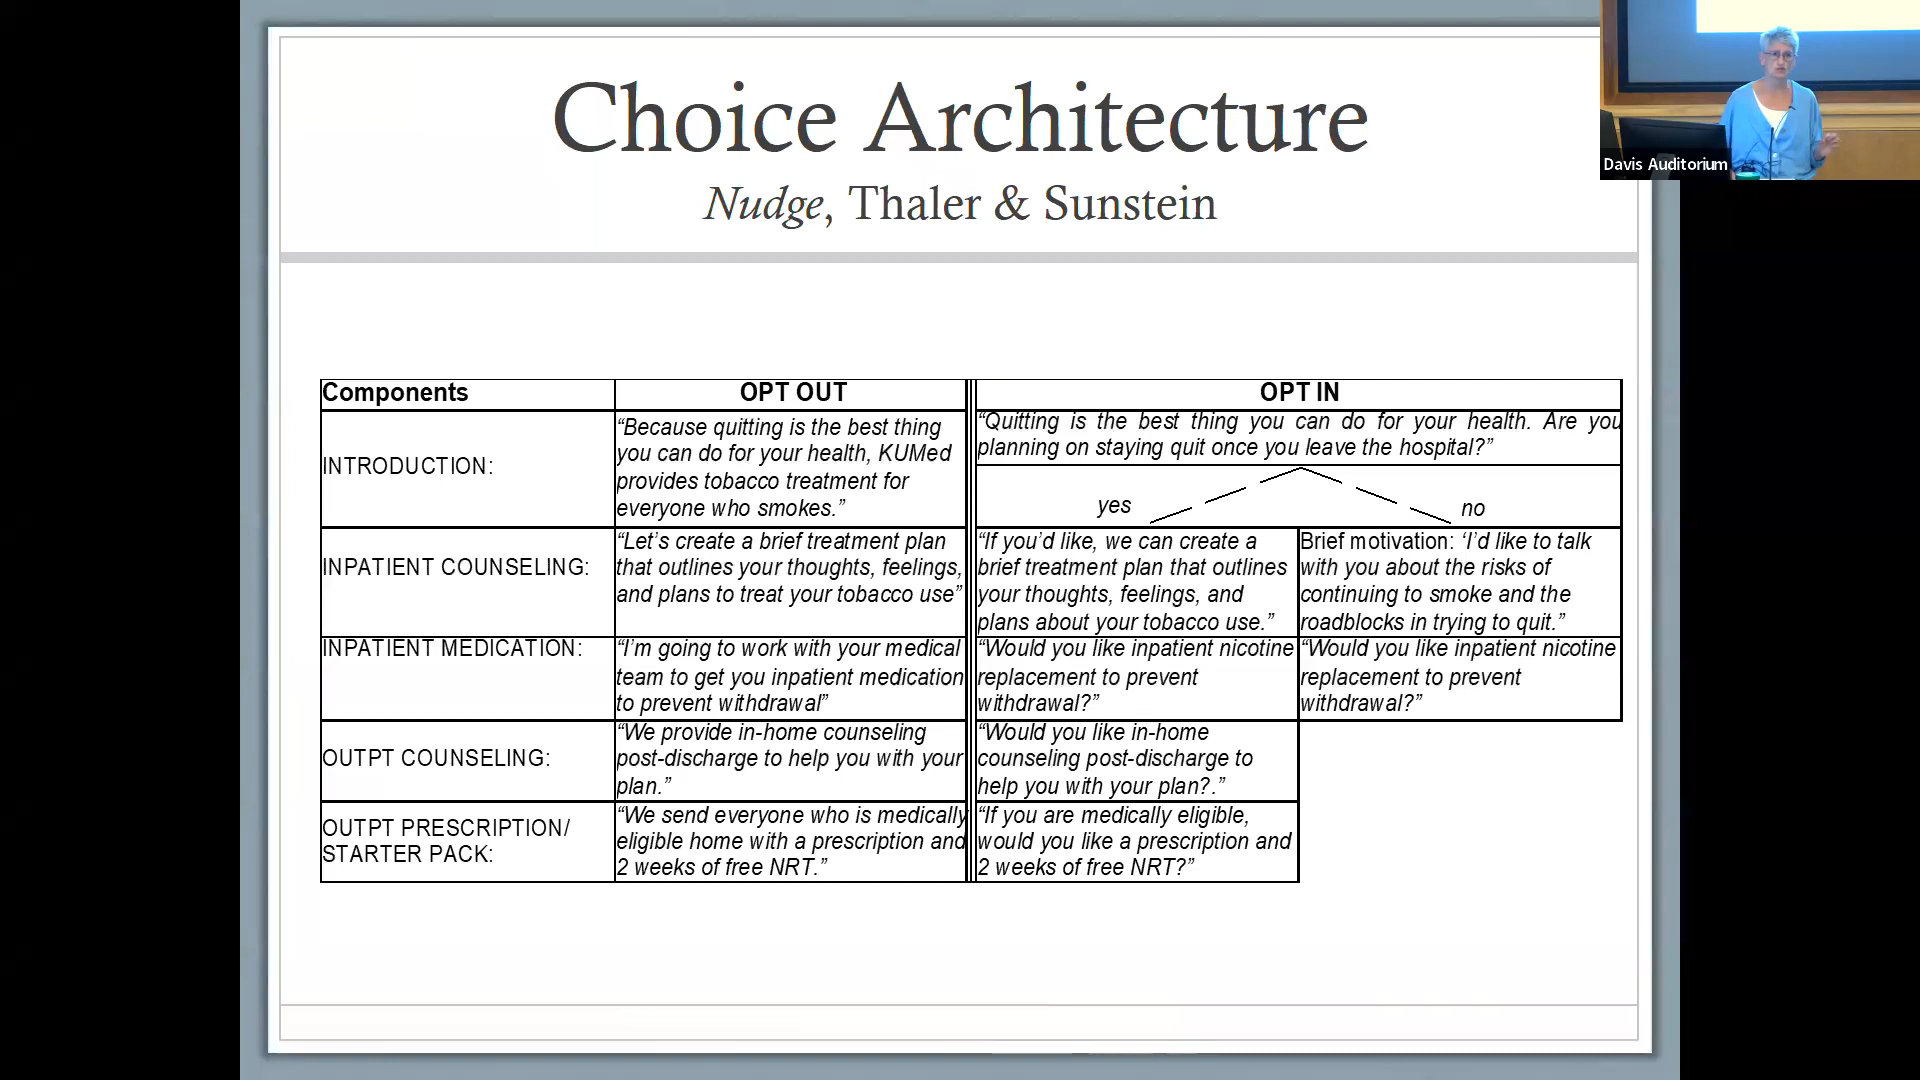 Choice Architecture
Nudge, Thaler & Sunstein
Davis Auditorium
Components
OPT OUT
OPT IN
INTRODUCTION:
“Because quitting is the best thing
you can do for your health, KUMed
provides tobacco treatment for
everyone who smokes.”
“Quitting is the best thing you can do for your health. Are you
planning on staying quit once you leave the hospital?”
yes
no
INPATIENT COUNSELING:
“Let’s create a brief treatment plan
that outlines your thoughts, feelings,
and plans to treat your tobacco use”
“If you’d like, we can create a
brief treatment plan that outlines
your thoughts, feelings, and
plans about your tobacco use.”
Brief motivation: ‘I’d like to talk
with you about the risks of
continuing to smoke and the
roadblocks in trying to quit.”
INPATIENT MEDICATION:
“I’m going to work with your medical
team to get you inpatient medication
to prevent withdrawal”
“Would you like inpatient nicotine
replacement to prevent
withdrawal?”
“Would you like inpatient nicotine
replacement to prevent
withdrawal?”
OUTPT COUNSELING:
“We provide in-home counseling
post-discharge to help you with your
plan.”
“Would you like in-home
counseling post-discharge to
help you with your plan?.”
OUTPT PRESCRIPTION/
STARTER PACK:
“We send everyone who is medically
eligible home with a prescription and
2 weeks of free NRT.”
“If you are medically eligible,
would you like a prescription and
2 weeks of free NRT?”